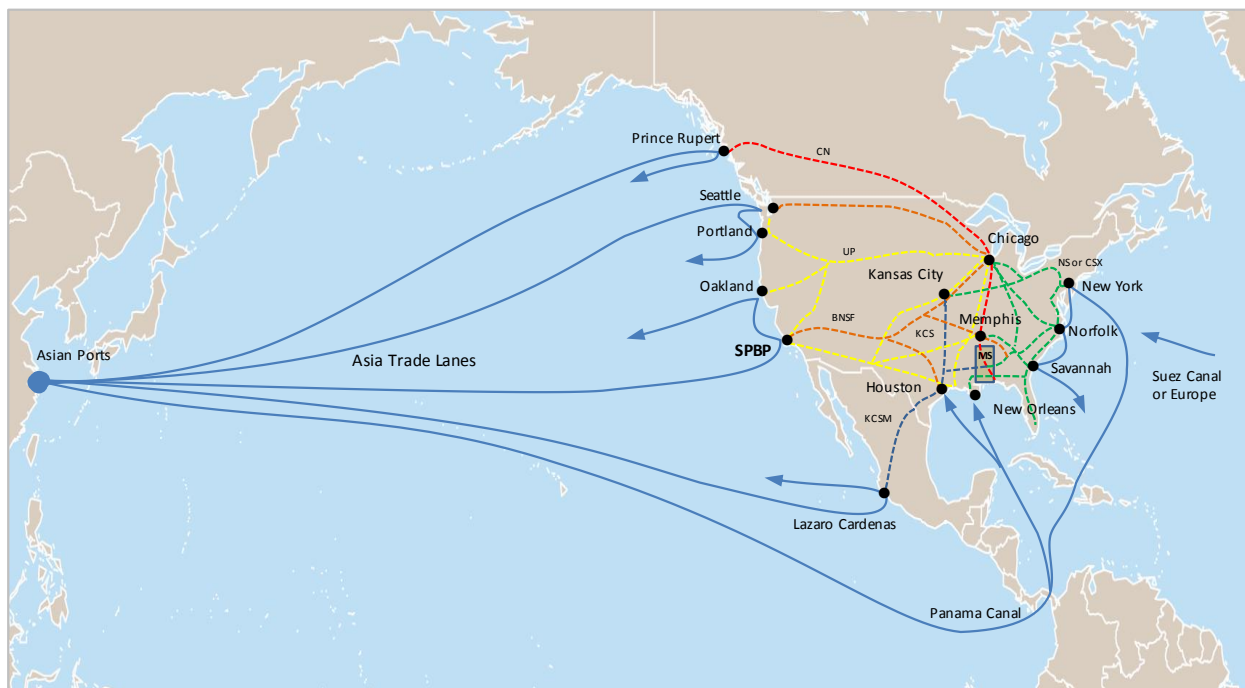 Prince Rupert
CN
Seattle
Portland
Chicago
UP
NS or CSX
Kansas City
Oakland
New York
BNSF
Memphis
KCS
Norfolk
Asian Ports
Asia Trade Lanes
SPBP
MS
Savannah
Suez Canal
or Europe
Houston
New Orleans
KCSM
Lazaro Cardenas
Panama Canal